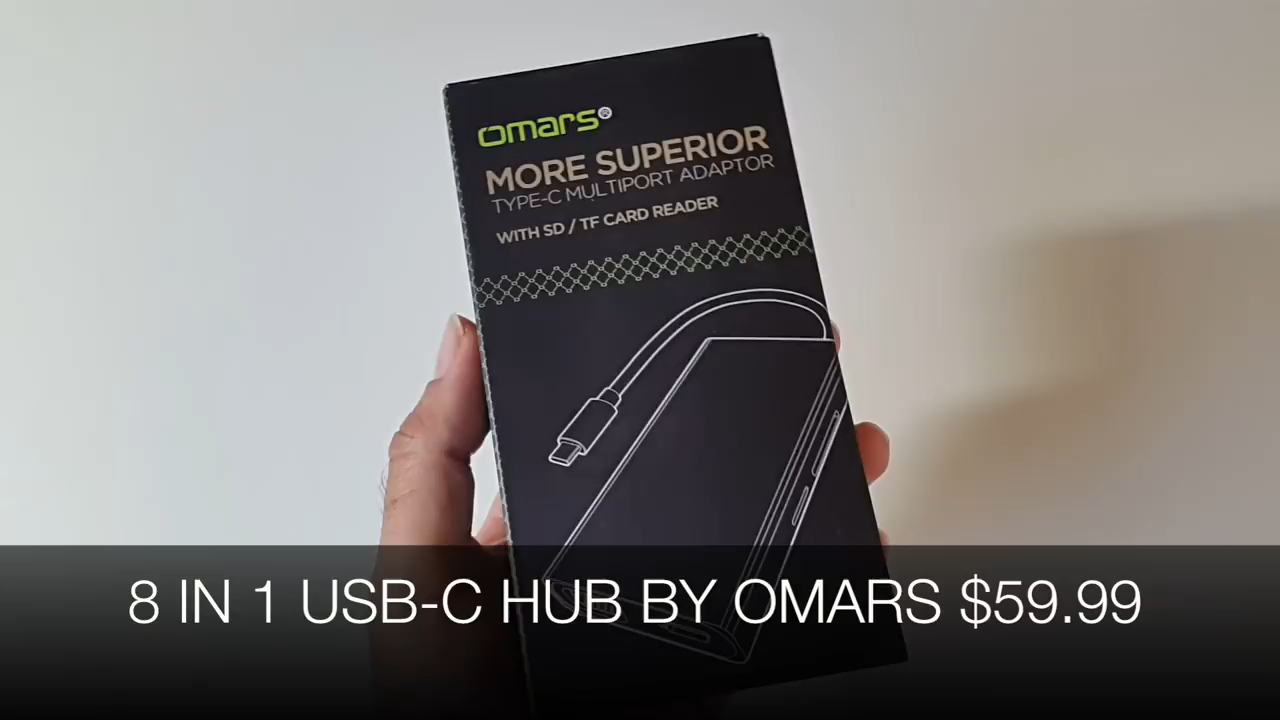 omars®
MORE SUPERIOR
TYPE-C MULTIPORT ADAPTOR
WITH SD / TF CARD READER
8 IN 1 USB-C HUB BY OMARS $59.99